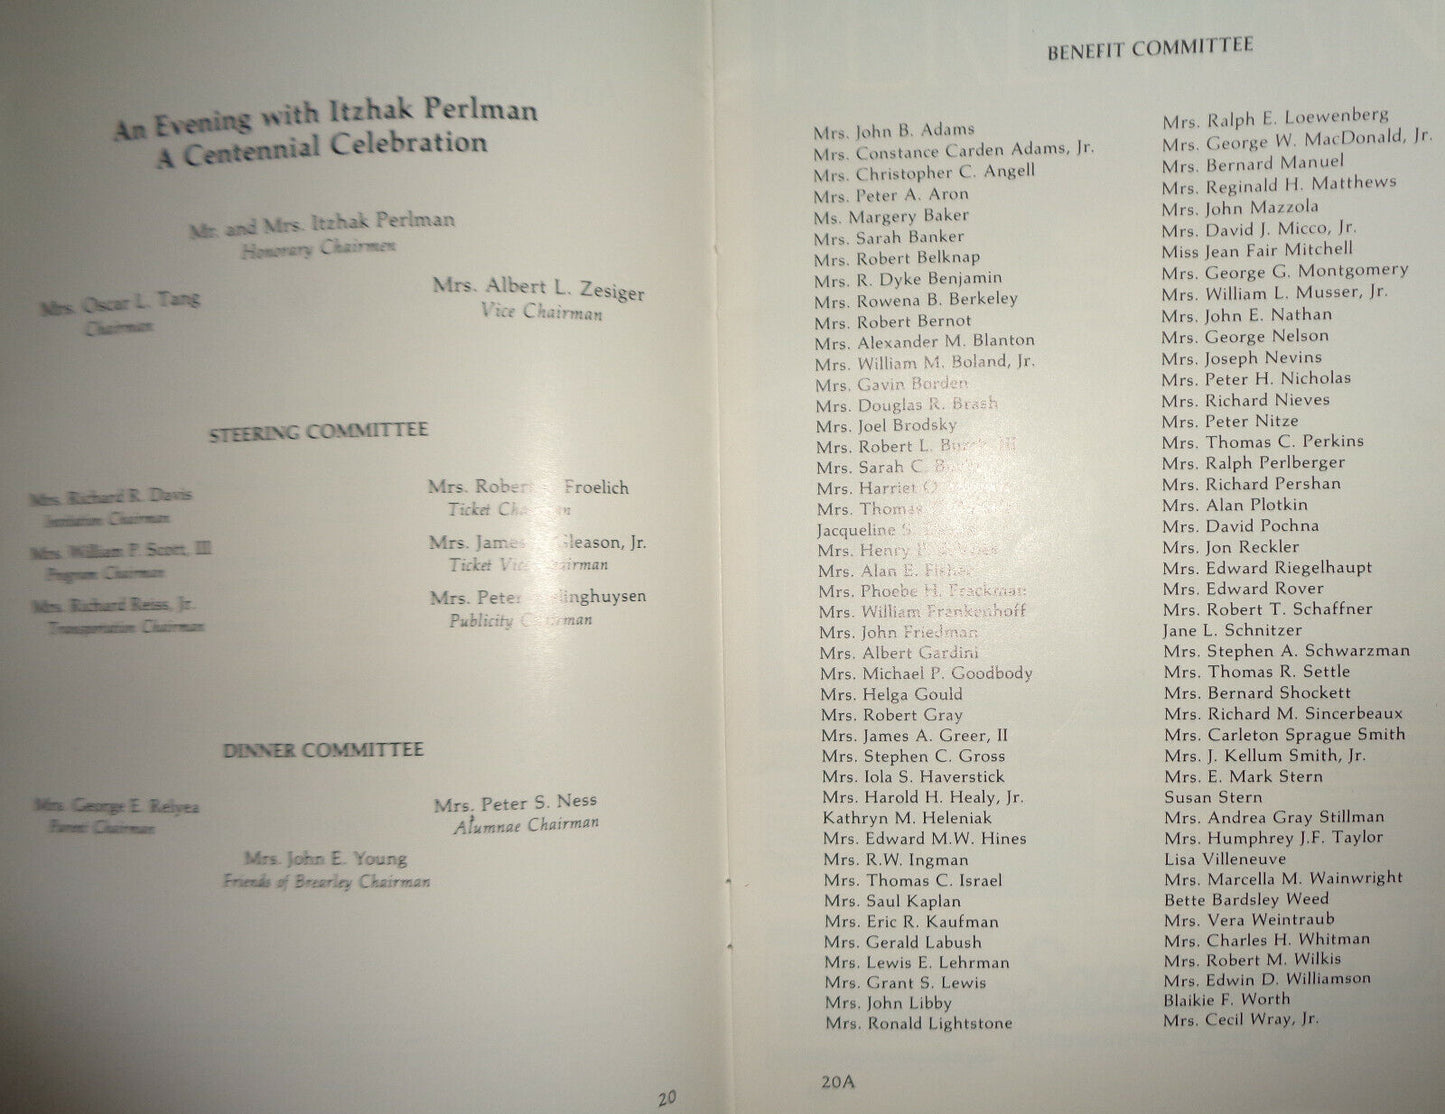 An Evening with Itzhak Perlman
A Centennial Celebration
Mr. and Mrs. Itzhak Perlman
Honorary Chairmen
Mrs. Oscar L. Tang
Chairman
Mrs. Albert L. Zesiger
Vice Chairman
STEERING COMMITTEE
Mrs. Richard R. Davis
Invitation Chairman
Mrs. Robert Froelich
Ticket
Mrs. William P. Scott, III
Program Chairman
Mrs. James Gleason, Jr.
Ticket Vice Chairman
Mrs. Richard Reiss, Jr.
Transportation Chairman
Mrs. Peter
Publicity Chairman
DINNER COMMITTEE
Mrs. George E. Relyea
Parent Chairman
Mrs. Peter S. Ness
Alumnae Chairman
Mrs. John E. Young
Friends of Brearley Chairman
20
BENEFIT COMMITTEE
Mrs. John B. Adams
Mrs. Constance Carden Adams, Jr.
Mrs. Christopher C. Angell
Mrs. Peter A. Aron
Ms. Margery Baker
Mrs. Sarah Banker
Mrs. Robert Belknap
Mrs. R. Dyke Benjamin
Mrs. Rowena B. Berkeley
Mrs. Robert Bernot
Mrs. Alexander M. Blanton
Mrs. William M. Boland, Jr.
Mrs. Gavin Borden
Mrs. Douglas R. Brash
Mrs. Joel Brodsky
Mrs. Robert L. III
Mrs. Sarah C.
Mrs. Harriet
Mrs. Thomas
Jacqueline S.
Mrs. Henry
Mrs. Alan E. Fisher
Mrs. Phoebe H. Frackman
Mrs. William Frankenhoff
Mrs. John Friedman
Mrs. Albert Gardini
Mrs. Michael P. Goodbody
Mrs. Helga Gould
Mrs. Robert Gray
Mrs. James A. Greer, II
Mrs. Stephen C. Gross
Mrs. Iola S. Haverstick
Mrs. Harold H. Healy, Jr.
Kathryn M. Heleniak
Mrs. Edward M.W. Hines
Mrs. R.W. Ingman
Mrs. Thomas C. Israel
Mrs. Saul Kaplan
Mrs. Eric R. Kaufman
Mrs. Gerald Labush
Mrs. Lewis E. Lehrman
Mrs. Grant S. Lewis
Mrs. John Libby
Mrs. Ronald Lightstone
Mrs. Ralph E. Loewenberg
Mrs. George W. MacDonald, Jr.
Mrs. Bernard Manuel
Mrs. Reginald H. Matthews
Mrs. John Mazzola
Mrs. David J. Micco, Jr.
Miss Jean Fair Mitchell
Mrs. George G. Montgomery
Mrs. William L. Musser, Jr.
Mrs. John E. Nathan
Mrs. George Nelson
Mrs. Joseph Nevins
Mrs. Peter H. Nicholas
Mrs. Richard Nieves
Mrs. Peter Nitze
Mrs. Thomas C. Perkins
Mrs. Ralph Perlberger
Mrs. Richard Pershan
Mrs. Alan Plotkin
Mrs. David Pochna
Mrs. Jon Reckler
Mrs. Edward Riegelhaupt
Mrs. Edward Rover
Mrs. Robert T. Schaffner
Jane L. Schnitzer
Mrs. Stephen A. Schwarzman
Mrs. Thomas R. Settle
Mrs. Bernard Shockett
Mrs. Richard M. Sincerbeaux
Mrs. Carleton Sprague Smith
Mrs. J. Kellum Smith, Jr.
Mrs. E. Mark Stern
Susan Stern
Mrs. Andrea Gray Stillman
Mrs. Humphrey J.F. Taylor
Lisa Villeneuve
Mrs. Marcella M. Wainwright
Bette Bardsley Weed
Mrs. Vera Weintraub
Mrs. Charles H. Whitman
Mrs. Robert M. Wilkis
Mrs. Edwin D. Williamson
Blaikie F. Worth
Mrs. Cecil Wray, Jr.
20A